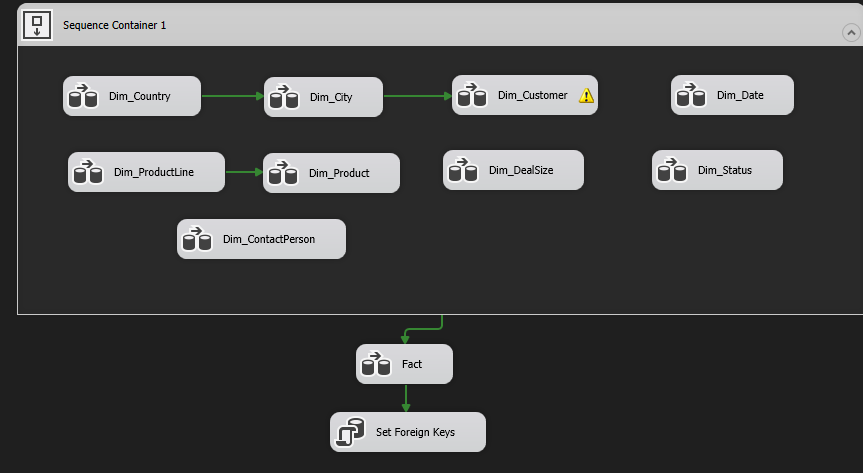 Sequence Container 1
Dim_Country
Dim_City
Dim_Customer
Dim_Date
Dim_ProductLine
Dim_Product
Dim_DealSize
Dim_Status
Dim_ContactPerson
Fact
Set Foreign Keys